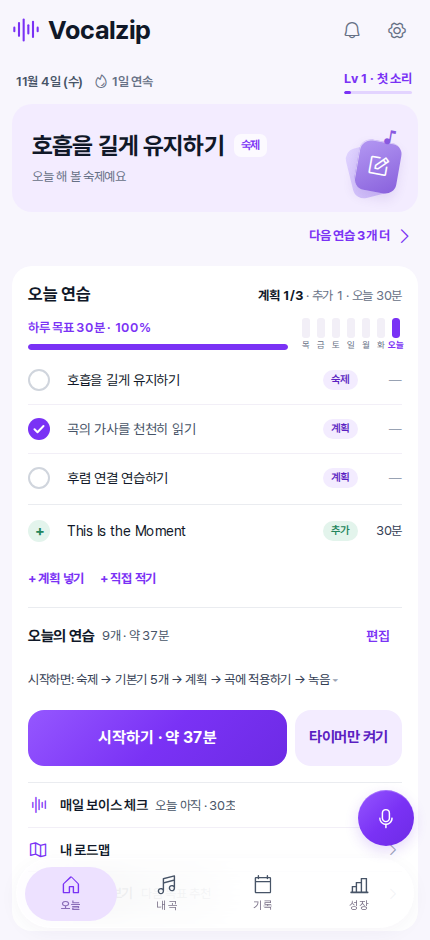 Vocalzip
11월 4일 (수) 1일 연속
Lv 1 · 첫 소리
호흡을 길게 유지하기 숙제
오늘 해 볼 숙제예요
다음 연습 3개 더
오늘 연습
계획 1/3 · 추가 1 · 오늘 30분
하루 목표 30분 · 100%
목 금 토 일 월 화 오늘
호흡을 길게 유지하기 숙제 —
곡의 가사를 천천히 읽기 계획 —
후렴 연결 연습하기 계획 —
This Is the Moment 추가 30분
+ 계획 넣기 + 직접 적기
오늘의 연습 9개 · 약 37분 편집
시작하면: 숙제 → 기본기 5개 → 계획 → 곡에 적용하기 → 녹음
시작하기 · 약 37분
타이머만 켜기
매일 보이스 체크 오늘 아직 · 30초
내 로드맵
오늘 내 곡 기록 성장